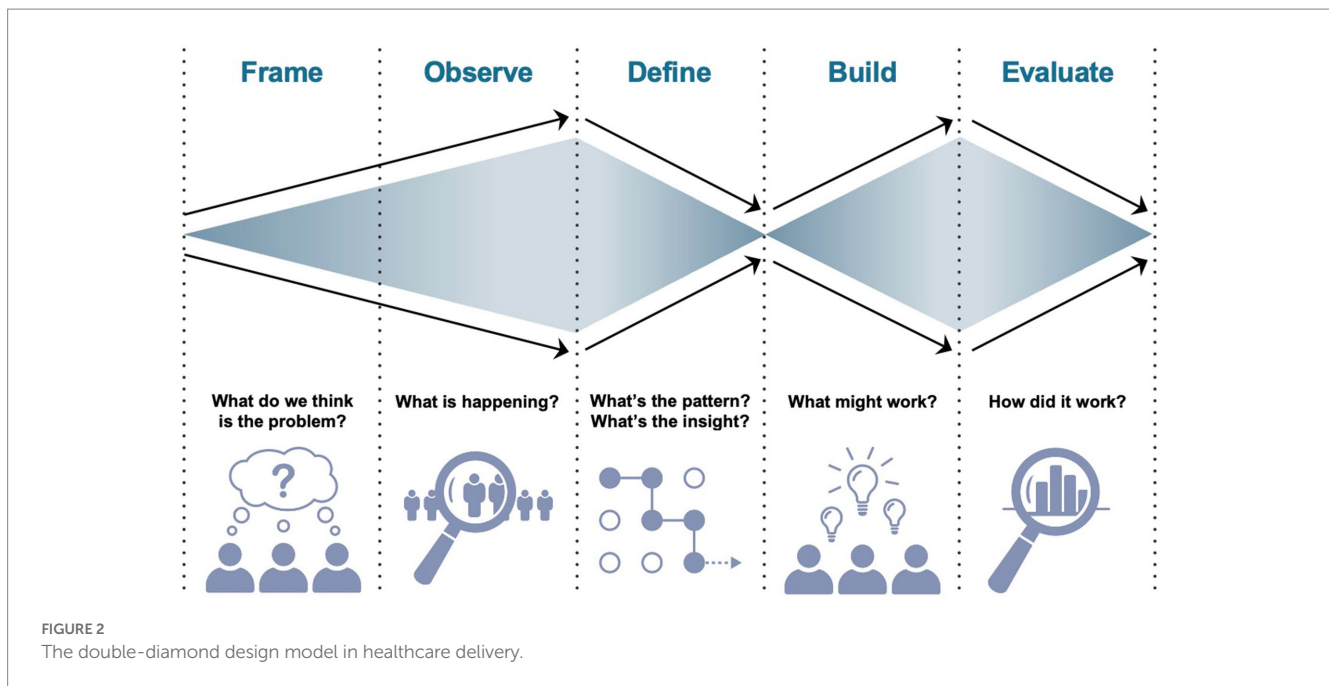 Frame
Observe
Define
Build
Evaluate
What do we think
is the problem?
What is happening?
What's the pattern?
What's the insight?
What might work?
How did it work?
?
FIGURE 2
The double-diamond design model in healthcare delivery.